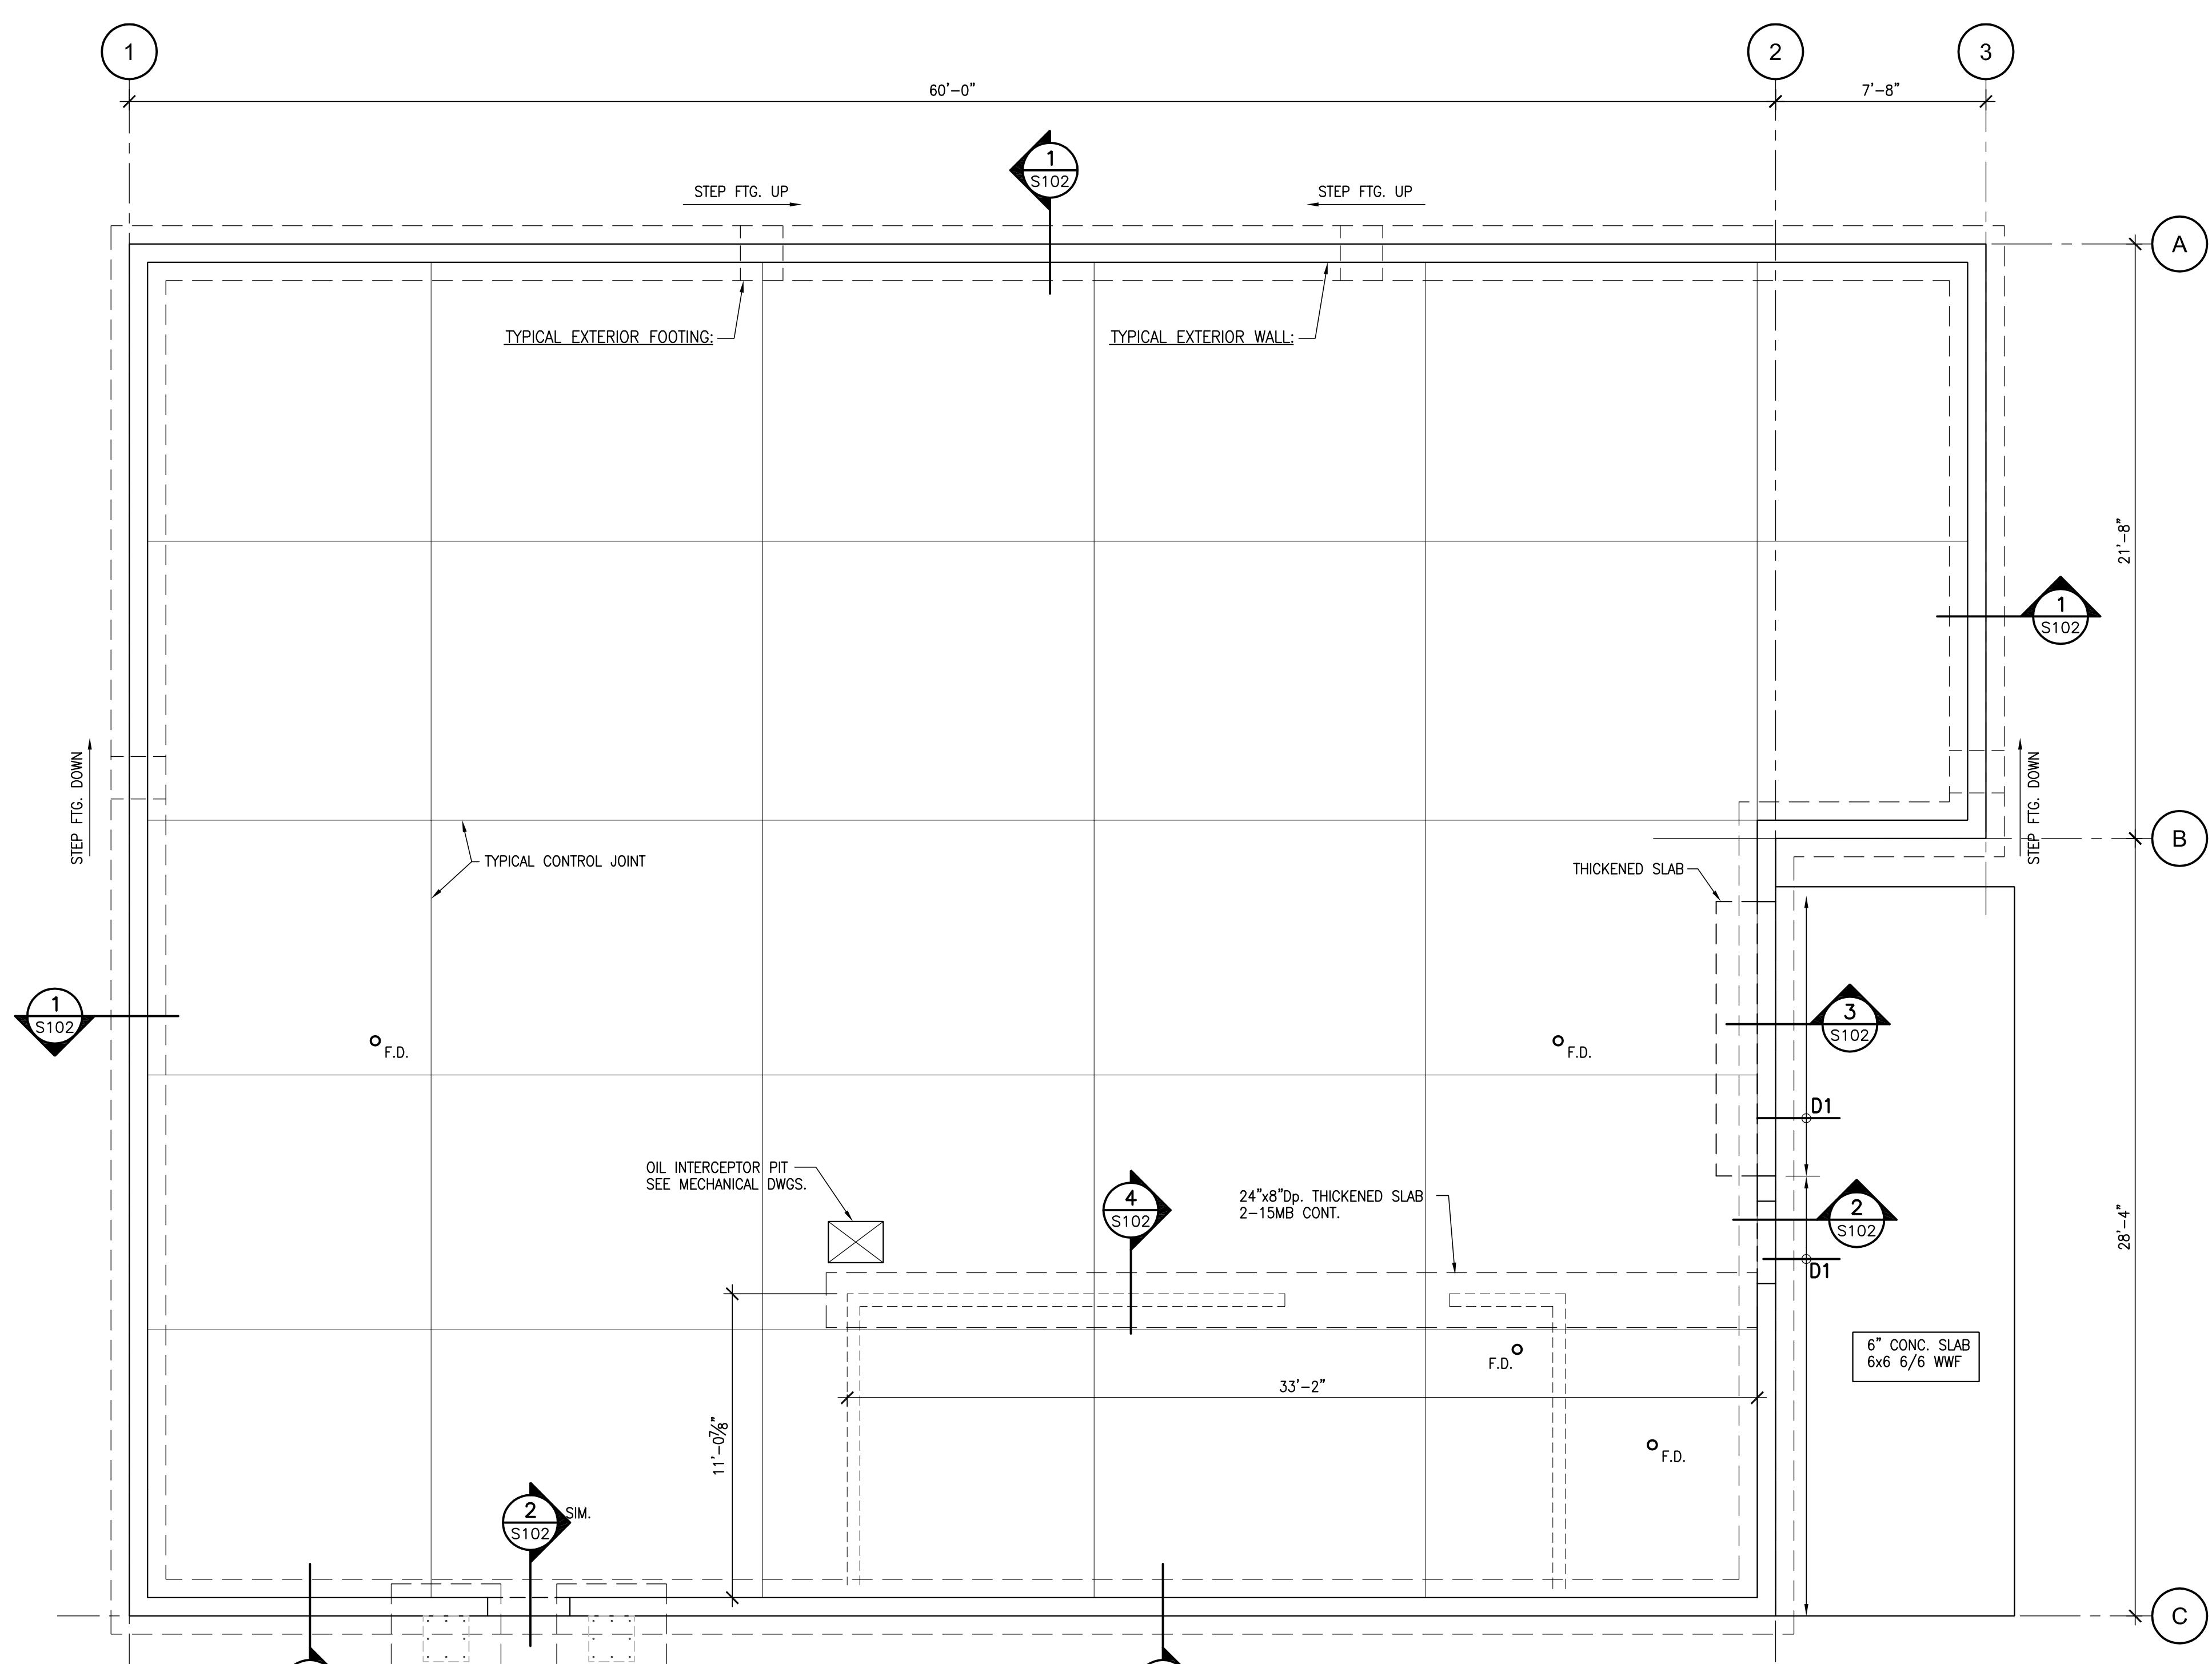 1
2
3
60'-0"
7'-8"
1
S102
STEP FTG. UP
STEP FTG. UP
A
TYPICAL EXTERIOR FOOTING:
TYPICAL EXTERIOR WALL:
21'-8"
1
S102
STEP FTG. DOWN
STEP FTG. DOWN
B
TYPICAL CONTROL JOINT
THICKENED SLAB
1
S102
3
S102
F.D.
F.D.
D1
OIL INTERCEPTOR PIT
SEE MECHANICAL DWGS.
4
S102
24"x8"Dp. THICKENED SLAB
2-15MB CONT.
2
S102
28'-4"
D1
6" CONC. SLAB
6x6 6/6 WWF
F.D.
33'-2"
11'-0⅞"
F.D.
2
S102
SIM.
C